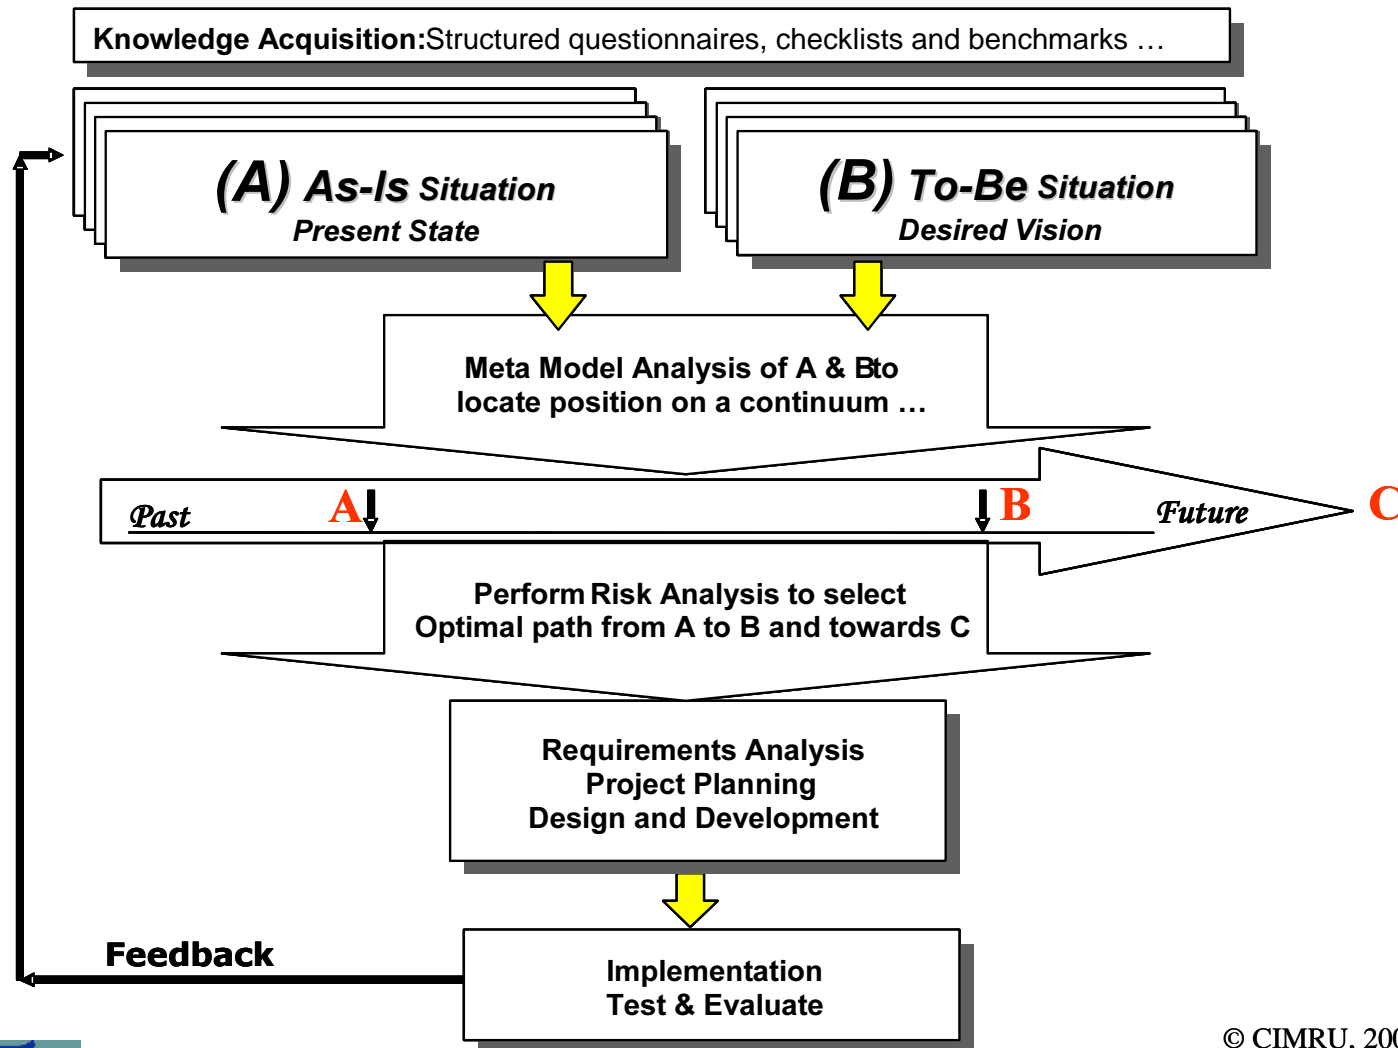 Knowledge Acquisition:Structured questionnaires, checklists and benchmarks …
(A) As-Is Situation
Present State
(B) To-Be Situation
Desired Vision
Meta Model Analysis of A & Bto
locate position on a continuum …
Past
A
B
Future
C
Perform Risk Analysis to select
Optimal path from A to B and towards C
Requirements Analysis
Project Planning
Design and Development
Feedback
Implementation
Test & Evaluate
© CIMRU, 200